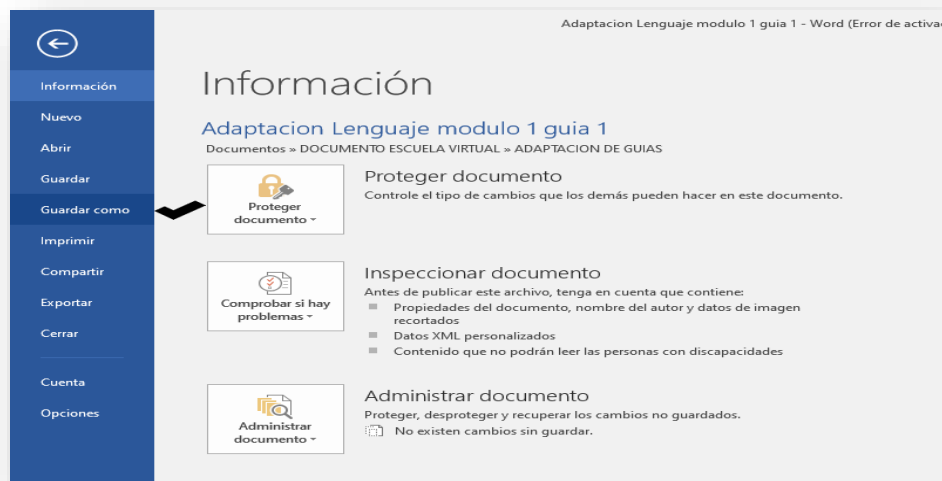 Adaptacion Lenguaje modulo 1 guia 1 - Word (Error de activa
Información
Nuevo
Abrir
Guardar
Guardar como
Imprimir
Compartir
Exportar
Cerrar
Cuenta
Opciones
Información
Adaptacion Lenguaje modulo 1 guia 1
Documentos » DOCUMENTO ESCUELA VIRTUAL » ADAPTACION DE GUIAS
Proteger
documento
Proteger documento
Controle el tipo de cambios que los demás pueden hacer en este documento.
Comprobar si hay
problemas
Inspeccionar documento
Antes de publicar este archivo, tenga en cuenta que contiene:
Propiedades del documento, nombre del autor y datos de imagen
recortados
Datos XML personalizados
Contenido que no podrán leer las personas con discapacidades
Administrar
documento
Administrar documento
Proteger, desproteger y recuperar los cambios no guardados.
No existen cambios sin guardar.